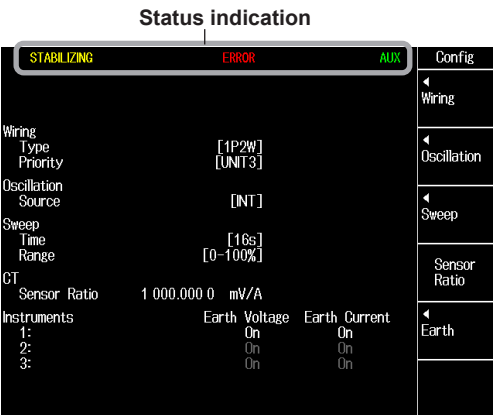 Status indication
STABILIZING ERROR AUX
Config
Wiring
Oscillation
Sweep
Sensor
Ratio
Earth
Wiring
Type [1P2W]
Priority [UNIT3]
Oscillation
Source [INT]
Sweep
Time [16s]
Range [0-100%]
CT
Sensor Ratio 1 000.000 0 mV/A
Instruments Earth Voltage Earth Current
1: On On
2: On On
3: On On